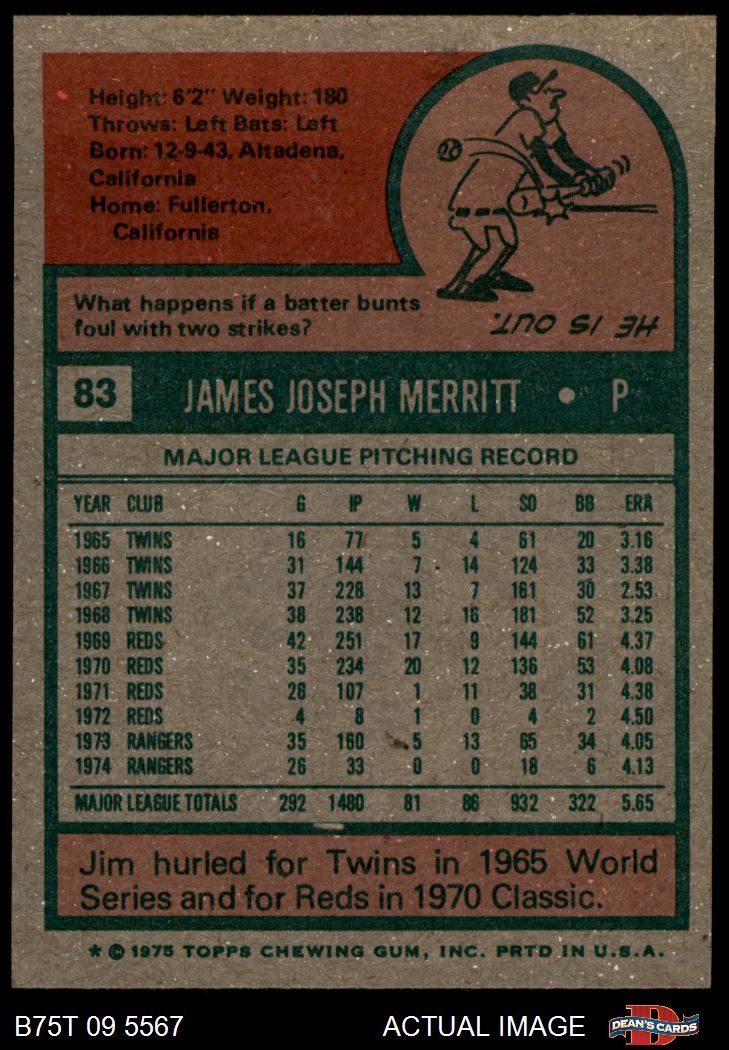 Height: 6'2" Weight: 180
Throws: Left Bats: Left
Born: 12-9-43, Altadena,
California
Home: Fullerton,
California
What happens if a batter bunts
foul with two strikes?
HE IS OUT.
83 JAMES JOSEPH MERRITT • P
MAJOR LEAGUE PITCHING RECORD
YEAR CLUB G IP W L SO BB ERA
1965 TWINS 16 77 5 4 61 20 3.16
1966 TWINS 31 144 7 14 124 33 3.38
1967 TWINS 37 228 13 7 161 30 2.53
1968 TWINS 38 238 12 16 181 52 3.25
1969 REDS 42 251 17 9 144 61 4.37
1970 REDS 35 234 20 12 136 53 4.08
1971 REDS 28 107 1 11 38 31 4.38
1972 REDS 4 8 1 0 4 2 4.50
1973 RANGERS 35 160 5 13 65 34 4.05
1974 RANGERS 26 33 0 0 18 6 4.13
MAJOR LEAGUE TOTALS 292 1480 81 86 932 322 5.65
Jim hurled for Twins in 1965 World
Series and for Reds in 1970 Classic.
* © 1975 TOPPS CHEWING GUM, INC. PRTD IN U.S.A.
B75T 09 5567 ACTUAL IMAGE DEAN'S CARDS